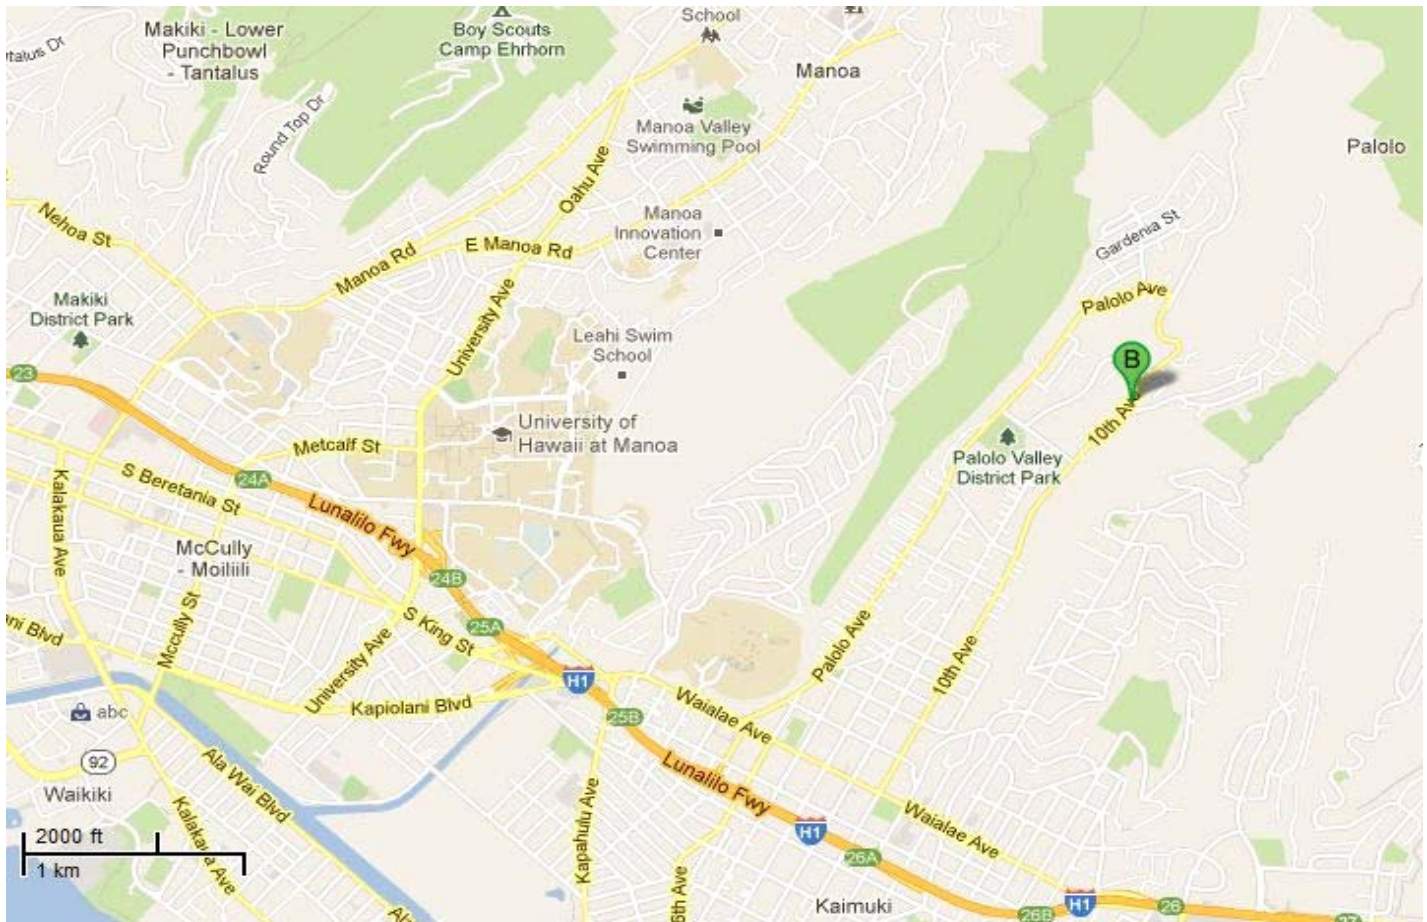 School
Makiki - Lower
Punchbowl
- Tantalus
Boy Scouts
Camp Ehrhorn
Manoa
Round Top Dr
Manoa Valley
Swimming Pool
Palolo
Oahu Ave
Nehoa St
Manoa
Innovation
Center
E Manoa Rd
Manoa Rd
Gardenia St
Makiki
District Park
Palolo Ave
University Ave
Leahi Swim
School
B
23
10th Ave
University of
Hawaii at Manoa
Metcalf St
Palolo Valley
District Park
Kalakaua Ave
S Beretania St
24A
Lunalilo Fwy
McCully
- Moiliili
24B
Mccully St
25A
S King St
ani Blvd
University Ave
Palolo Ave
10th Ave
H1
Kapiolani Blvd
Waialae Ave
25B
abc
92
Ala Wai Blvd
Lunalilo Fwy
Waikiki
Kalakaua Ave
Kapahulu Ave
Waialae Ave
H1
2000 ft
1 km
26A
6th Ave
Kaimuki
H1
26
26B
27